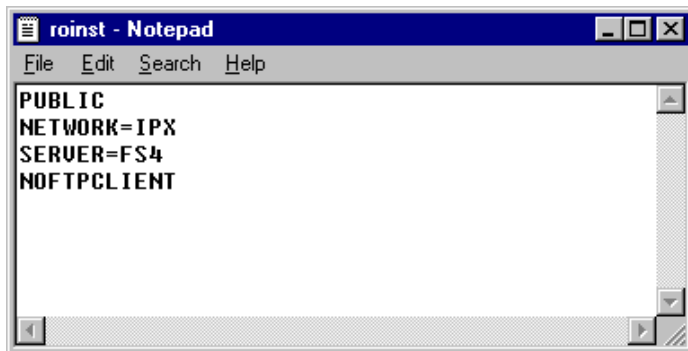 roinst - Notepad
File Edit Search Help
PUBLIC
NETWORK=IPX
SERVER=FS4
NOFTPCLIENT